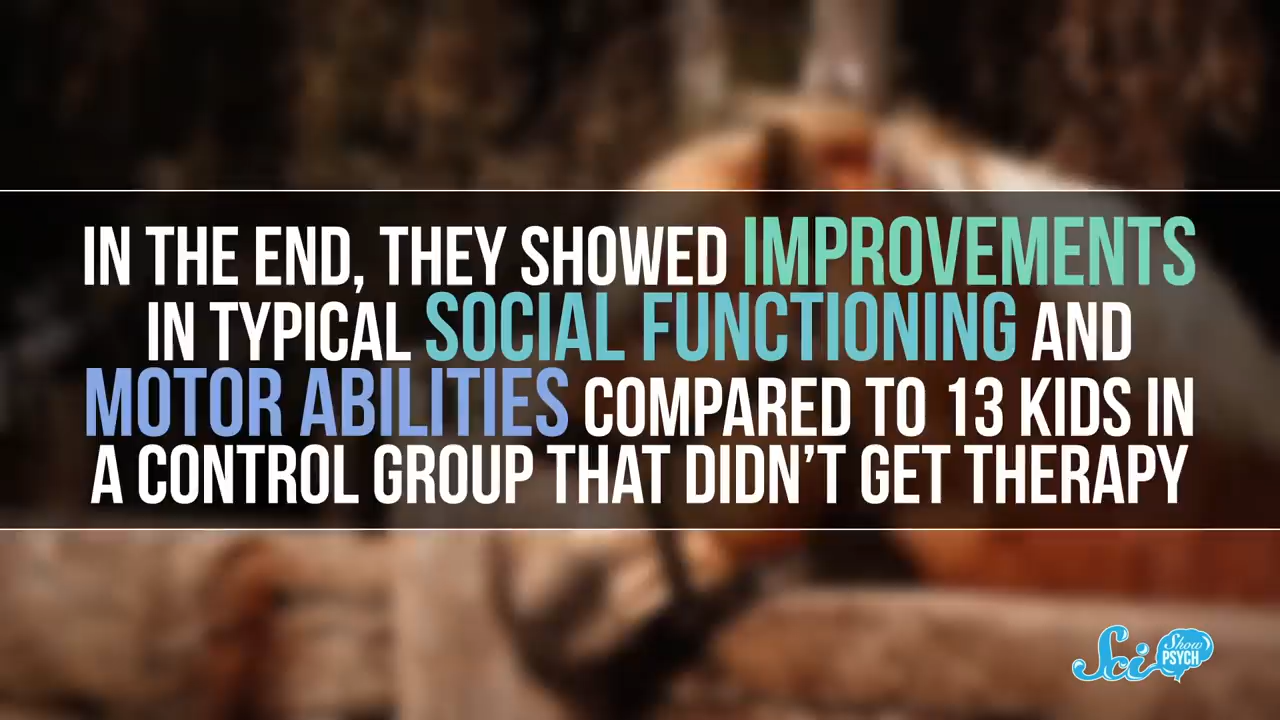 IN THE END, THEY SHOWED IMPROVEMENTS
IN TYPICAL SOCIAL FUNCTIONING AND
MOTOR ABILITIES COMPARED TO 13 KIDS IN
A CONTROL GROUP THAT DIDN'T GET THERAPY
Sci Show
PSYCH